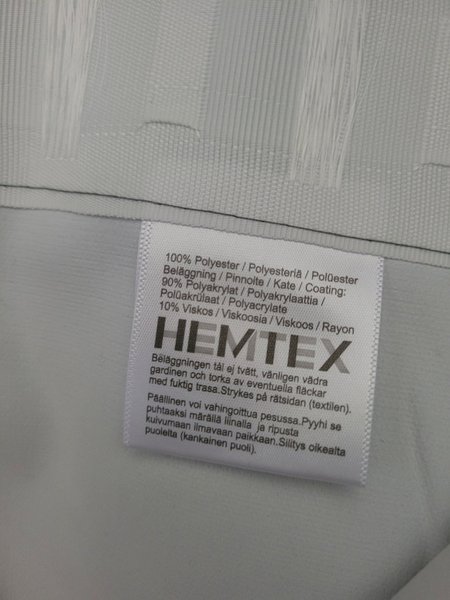 100% Polyester / Polyesteriä / Polüester
Beläggning / Pinnoite / Kate / Coating:
90% Polyakrylat / Polyakrylaattia /
Polüakrülaat / Polyacrylate
10% Viskos / Viskoosia / Viskoos / Rayon
HEMTEX
Beläggningen tål ej tvätt, vänligen vädra
gardinen och torka av eventuella fläckar
med fuktig trasa.Strykes på rätsidan (textilen).
Päällinen voi vahingoittua pesussa.Pyyhi se
puhtaaksi märällä liinalla ja ripusta
kuivumaan ilmavaan paikkaan.Silitys oikealta
puolelta (kankainen puoli).